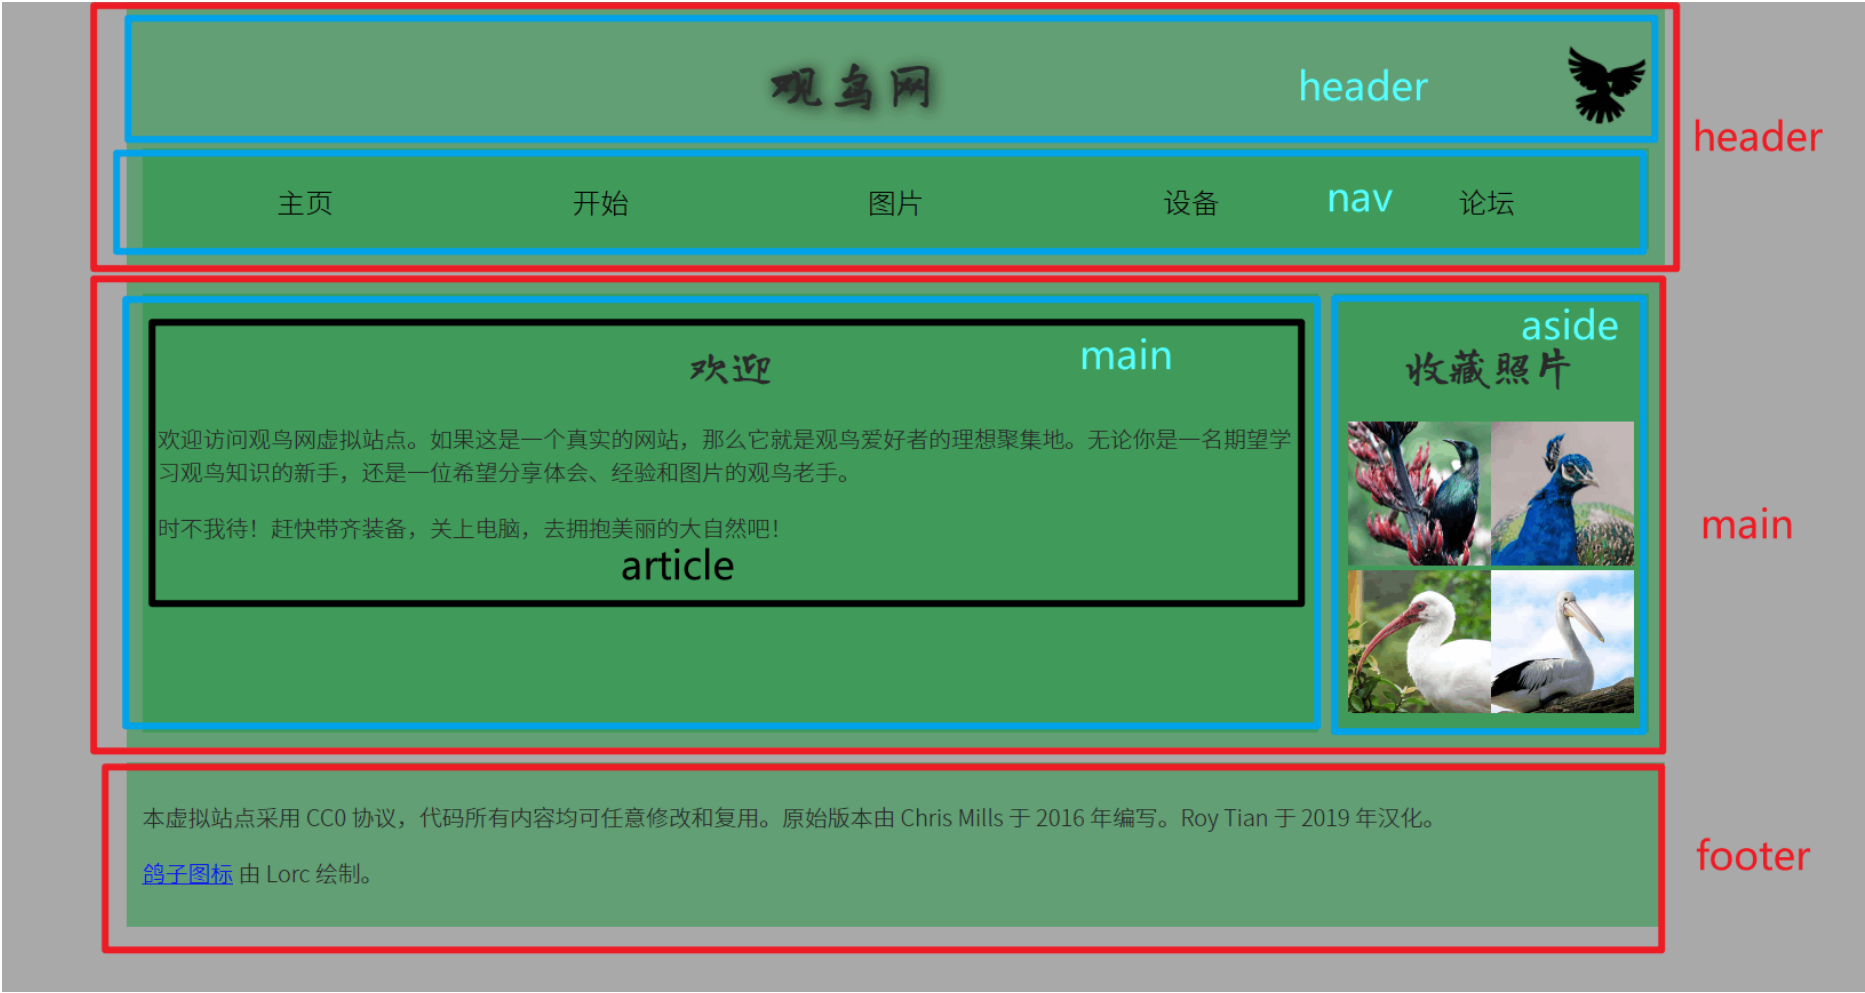 观鸟网
header
header
主页 开始 图片 设备 nav 论坛
main
aside
欢迎
收藏照片
欢迎访问观鸟网虚拟站点。如果这是一个真实的网站，那么它就是观鸟爱好者的理想聚集地。无论你是一名期望学
习观鸟知识的新手，还是一位希望分享体会、经验和图片的观鸟老手。
时不我待！赶快带齐装备，关上电脑，去拥抱美丽的大自然吧！
article
main
本虚拟站点采用 CC0 协议，代码所有内容均可任意修改和复用。原始版本由 Chris Mills 于 2016 年编写。Roy Tian 于 2019 年汉化。
鸽子图标 由 Lorc 绘制。
footer